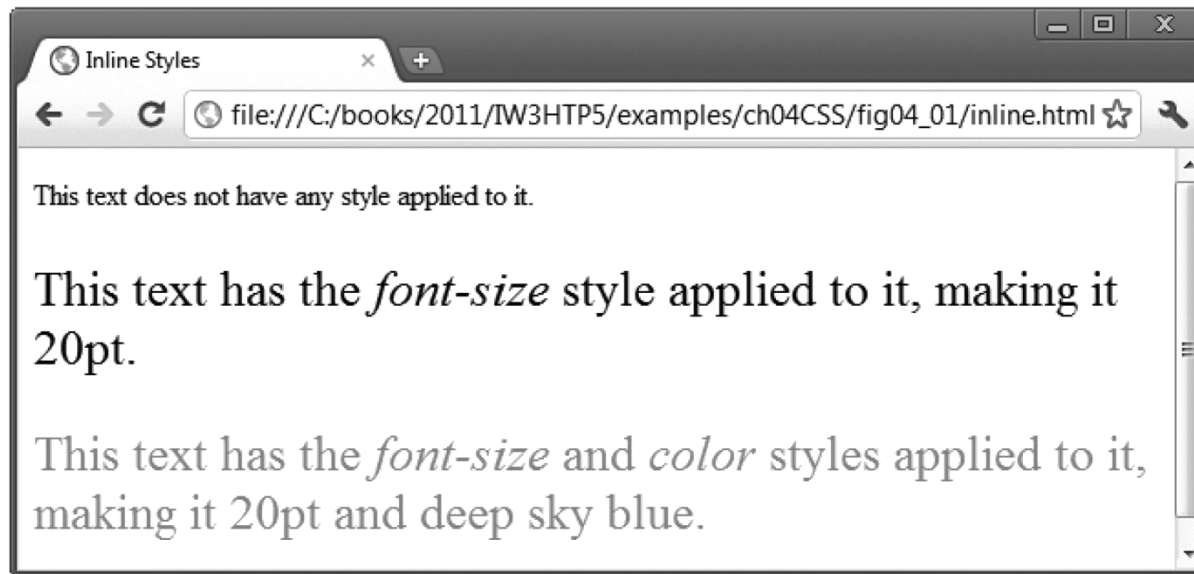 Inline Styles
file:///C:/books/2011/IW3HTP5/examples/ch04CSS/fig04_01/inline.html
This text does not have any style applied to it.
This text has the font-size style applied to it, making it
20pt.
This text has the font-size and color styles applied to it,
making it 20pt and deep sky blue.